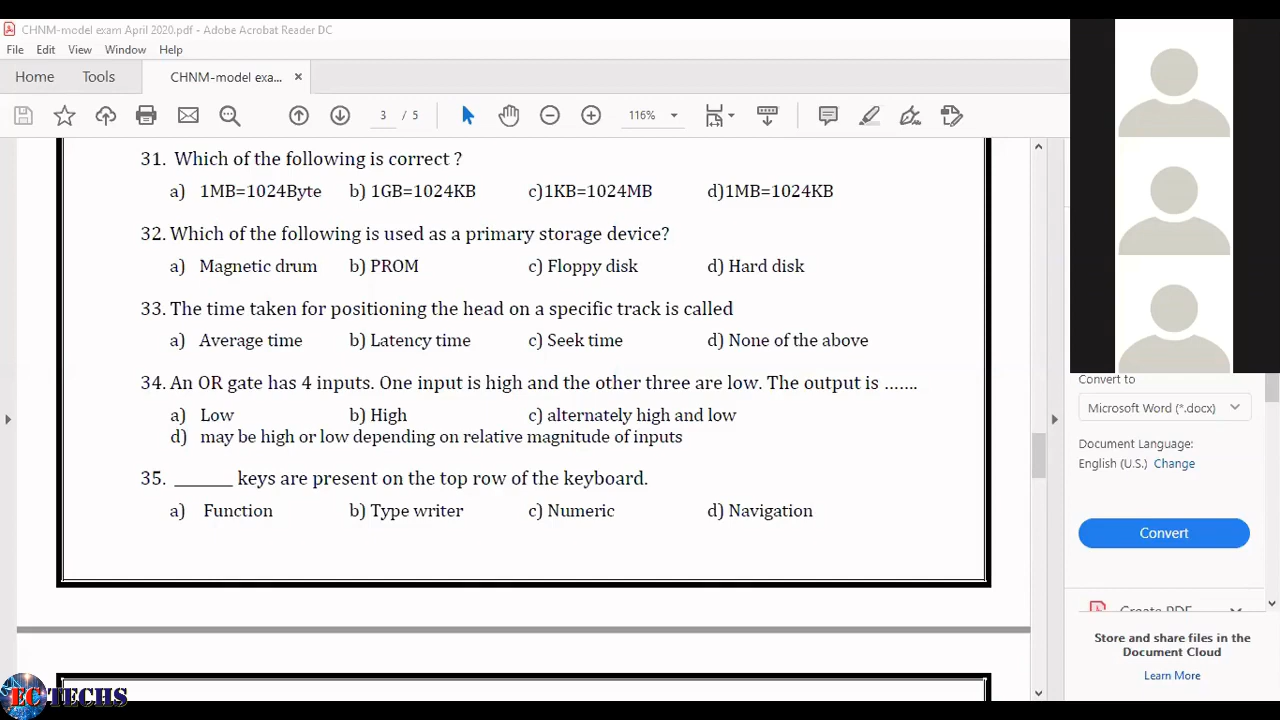 CHNM-model exam April 2020.pdf - Adobe Acrobat Reader DC
File Edit View Window Help
Home Tools CHNM-model exa... ×
3 / 5 116%
31. Which of the following is correct ?
a) 1MB=1024Byte b) 1GB=1024KB c)1KB=1024MB d)1MB=1024KB
32. Which of the following is used as a primary storage device?
a) Magnetic drum b) PROM c) Floppy disk d) Hard disk
33. The time taken for positioning the head on a specific track is called
a) Average time b) Latency time c) Seek time d) None of the above
34. An OR gate has 4 inputs. One input is high and the other three are low. The output is .......
a) Low b) High c) alternately high and low
d) may be high or low depending on relative magnitude of inputs
35. ______ keys are present on the top row of the keyboard.
a) Function b) Type writer c) Numeric d) Navigation
Convert to
Microsoft Word (*.docx)
Document Language:
English (U.S.) Change
Convert
Create PDF
Store and share files in the
Document Cloud
Learn More
EC TECHS